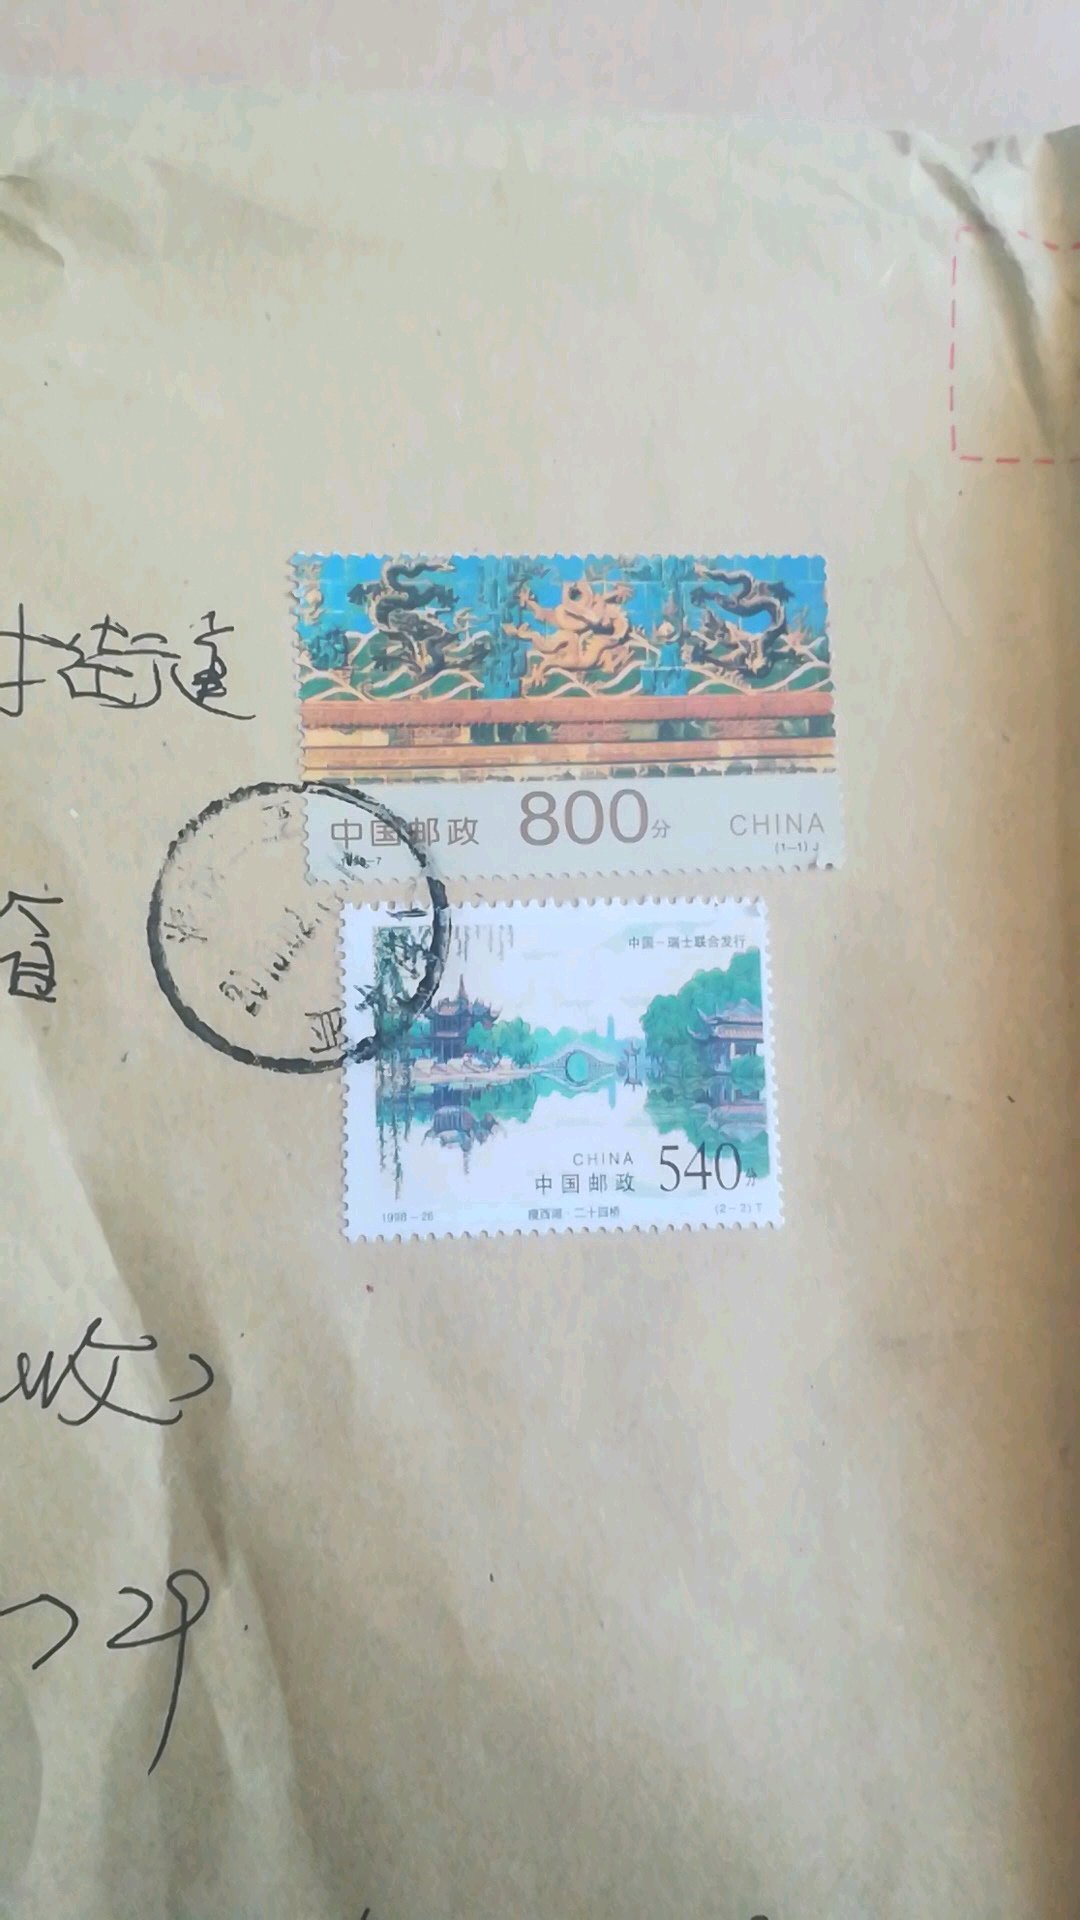 街道
中国邮政 800分 CHINA
(1-1)J
中国-瑞士联合发行
CHINA
中国邮政 540分
1998-26 瘦西湖·二十四桥 (2-2)T
收）